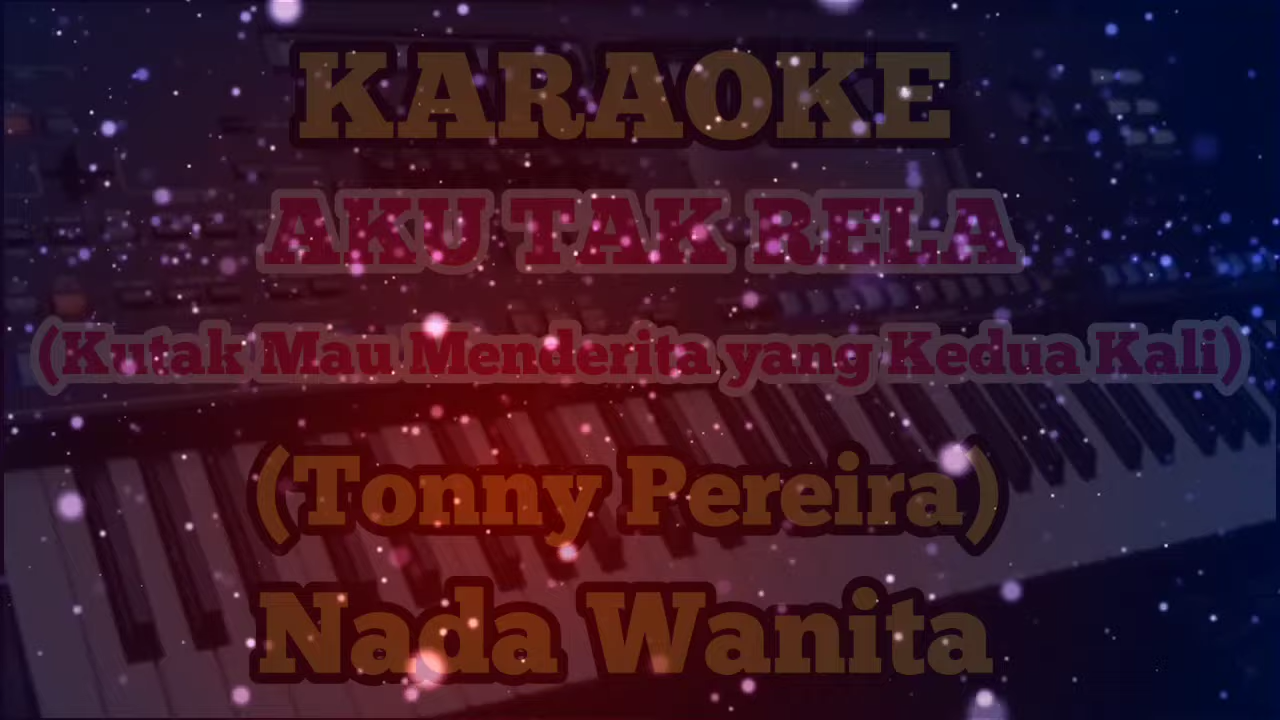 KARAOKE
AKU TAK RELA
(Kutak Mau Menderita yang Kedua Kali)
(Tonny Pereira)
Nada Wanita